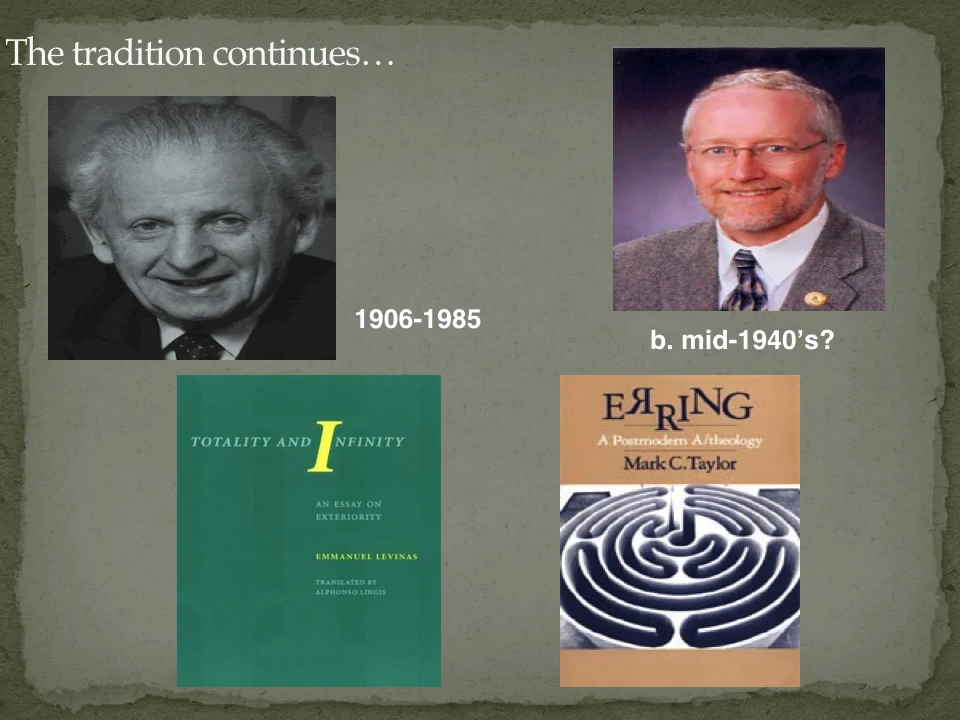 The tradition continues…
1906-1985
b. mid-1940’s?
TOTALITY AND INFINITY
AN ESSAY ON
EXTERIORITY
EMMANUEL LEVINAS
TRANSLATED BY
ALPHONSO LINGIS
ERRING
A Postmodern A/theology
Mark C. Taylor